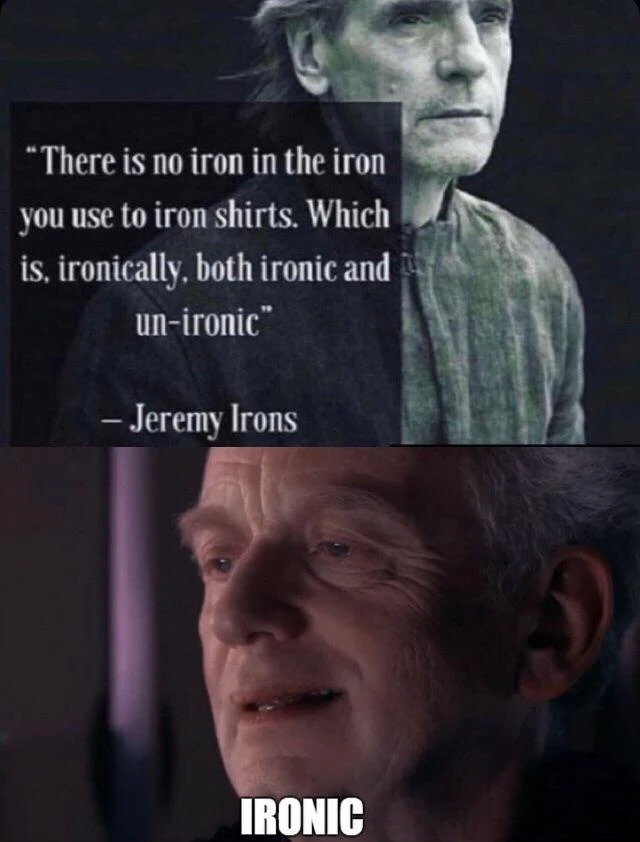 “There is no iron in the iron
you use to iron shirts. Which
is, ironically, both ironic and
un-ironic”
– Jeremy Irons
IRONIC